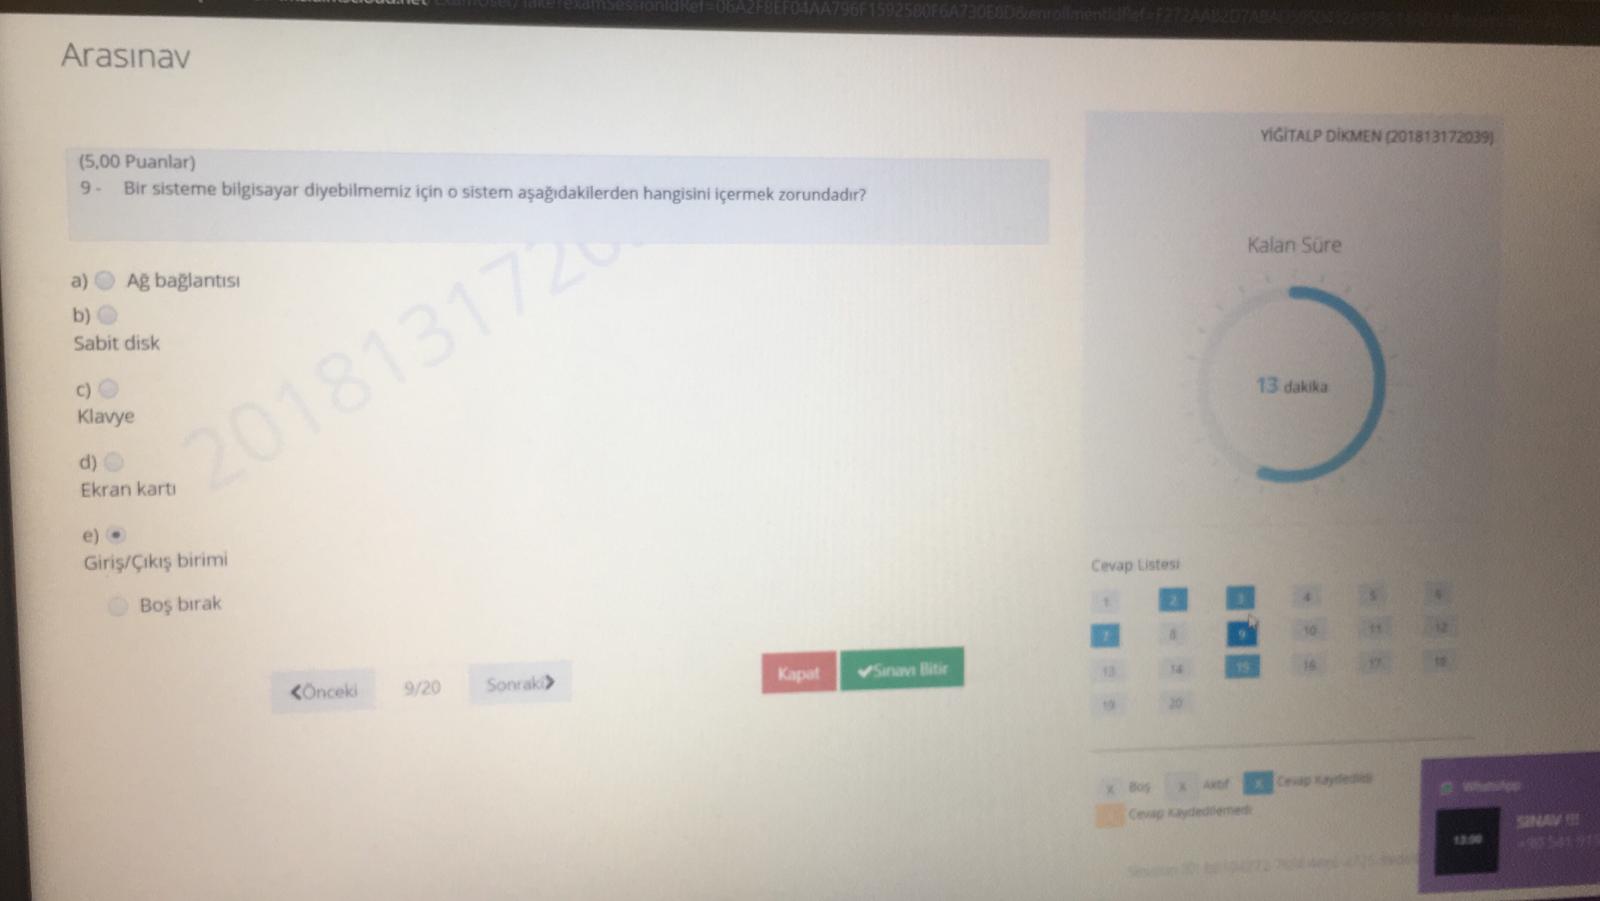 Arasınav
YİĞİTALP DİKMEN (201813172039)
(5,00 Puanlar)
9 - Bir sisteme bilgisayar diyebilmemiz için o sistem aşağıdakilerden hangisini içermek zorundadır?
Kalan Süre
13 dakika
a) Ağ bağlantısı
b)
Sabit disk
c)
Klavye
d)
Ekran kartı
e)
Giriş/Çıkış birimi
Boş bırak
Önceki 9/20 Sonraki
Kapat Sınavı Bitir
Cevap Listesi
1 2 3 4 5 6
7 8 9 10 11 12
13 14 15 16 17 18
19 20
X Boş X Aktif X Cevap Kaydedildi
Cevap Kaydedilemedi
WhatsApp
SINAV !!!
13:00